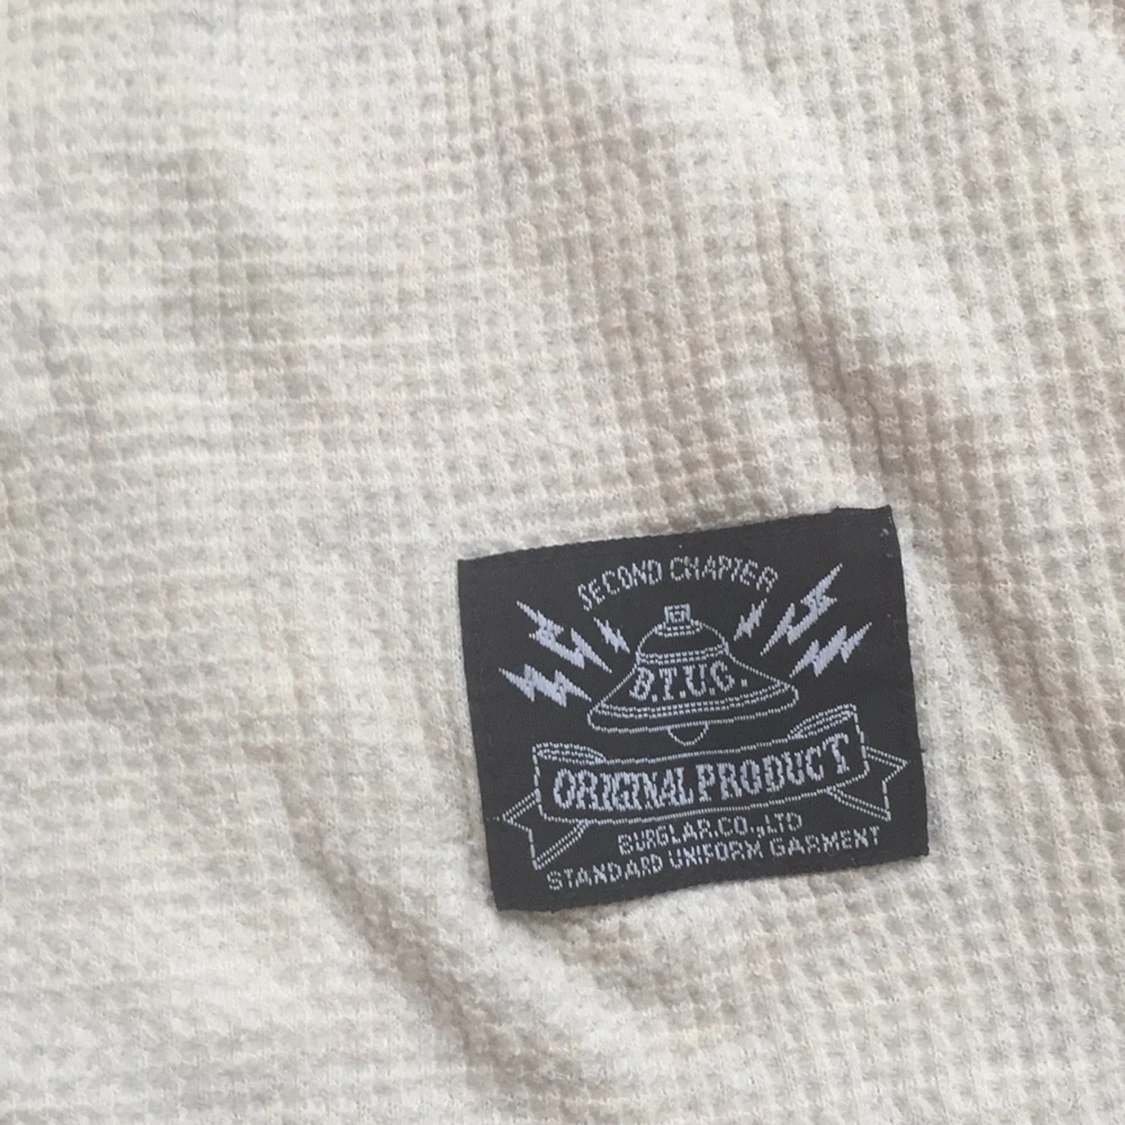 SECOND CHAPTER
B.T.U.G.
ORIGINAL PRODUCT
BURGLAR.CO.,LTD
STANDARD UNIFORM GARMENT